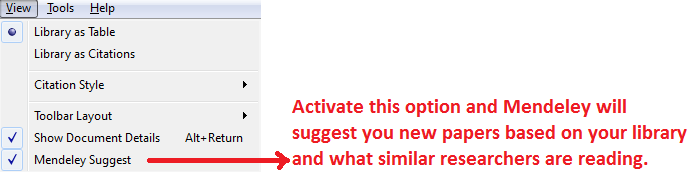 View Tools Help
Library as Table
Library as Citations
Citation Style
Toolbar Layout
Show Document Details Alt+Return
Mendeley Suggest
Activate this option and Mendeley will
suggest you new papers based on your library
and what similar researchers are reading.